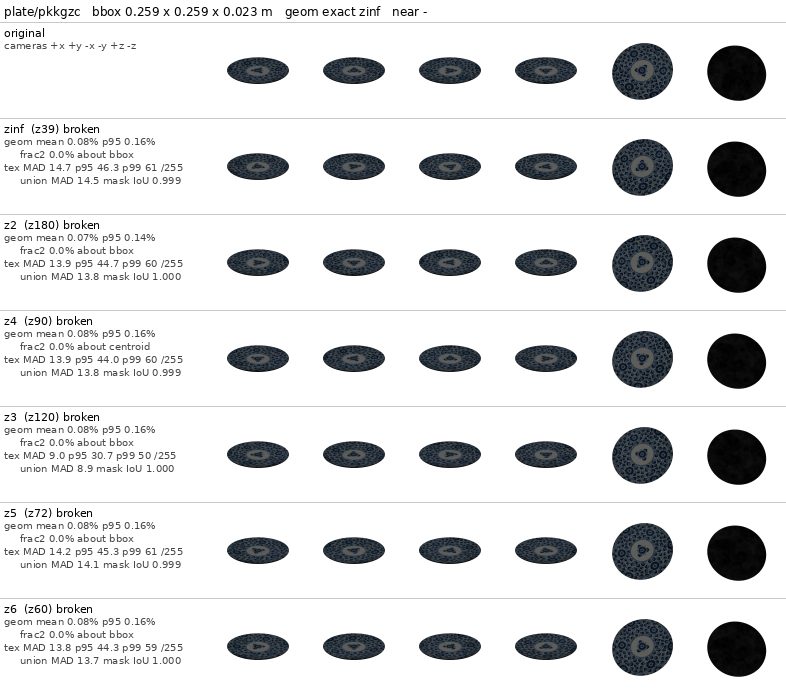 plate/pkkgzc bbox 0.259 x 0.259 x 0.023 m geom exact zinf near -
original
cameras +x +y -x -y +z -z
zinf (z39) broken
geom mean 0.08% p95 0.16%
frac2 0.0% about bbox
tex MAD 14.7 p95 46.3 p99 61 /255
union MAD 14.5 mask IoU 0.999
z2 (z180) broken
geom mean 0.07% p95 0.14%
frac2 0.0% about bbox
tex MAD 13.9 p95 44.7 p99 60 /255
union MAD 13.8 mask IoU 1.000
z4 (z90) broken
geom mean 0.08% p95 0.16%
frac2 0.0% about centroid
tex MAD 13.9 p95 44.0 p99 60 /255
union MAD 13.8 mask IoU 0.999
z3 (z120) broken
geom mean 0.08% p95 0.16%
frac2 0.0% about bbox
tex MAD 9.0 p95 30.7 p99 50 /255
union MAD 8.9 mask IoU 1.000
z5 (z72) broken
geom mean 0.08% p95 0.16%
frac2 0.0% about bbox
tex MAD 14.2 p95 45.3 p99 61 /255
union MAD 14.1 mask IoU 0.999
z6 (z60) broken
geom mean 0.08% p95 0.16%
frac2 0.0% about bbox
tex MAD 13.8 p95 44.3 p99 59 /255
union MAD 13.7 mask IoU 1.000